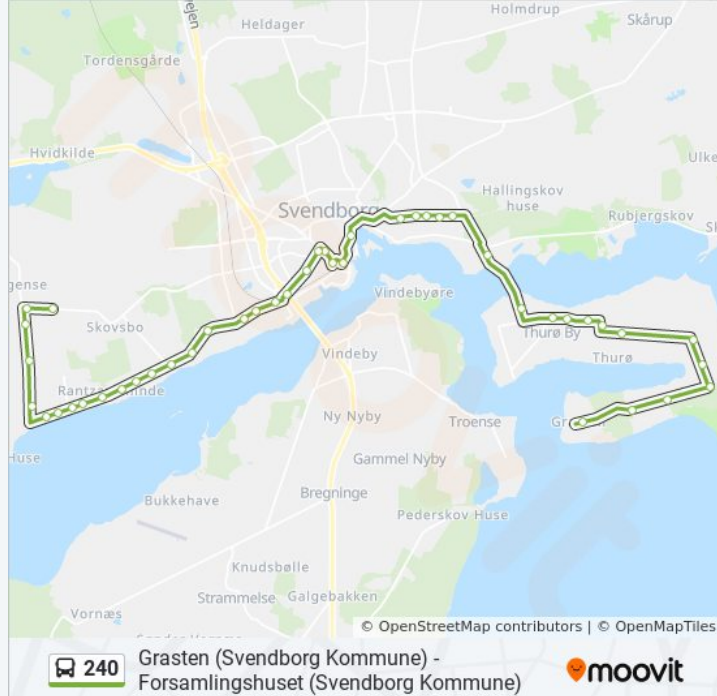 Holmdrup
Skårup
Heldager
Tordensgårde
Hvidkilde
Hallingskov
huse
Rubjergskov
Svendborg
Vindebyøre
Skovsbo
Vindeby
Thurø By
Thurø
Ny Nyby
Troense
Gammel Nyby
Bregninge
Bukkehave
Pederskov Huse
Knudsbølle
Strammelse
Galgebakken
Vornæs
© OpenStreetMap contributors | © OpenMapTiles
240
Grasten (Svendborg Kommune) -
Forsamlingshuset (Svendborg Kommune)
moovit